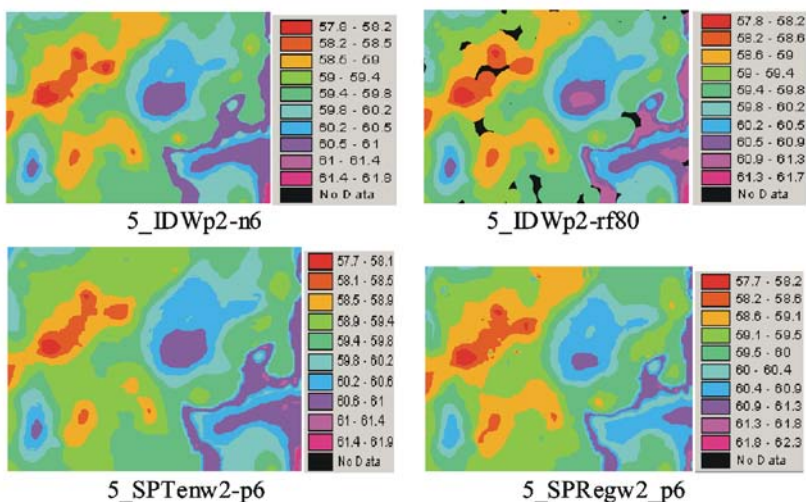 57.8 - 58.2
58.2 - 58.5
58.5 - 59
59 - 59.4
59.4 - 59.8
59.8 - 60.2
60.2 - 60.5
60.5 - 61
61 - 61.4
61.4 - 61.8
No Data
5_IDWp2-n6
57.8 - 58.2
58.2 - 58.6
58.6 - 59
59 - 59.4
59.4 - 59.8
59.8 - 60.2
60.2 - 60.5
60.5 - 60.9
60.9 - 61.3
61.3 - 61.7
No Data
5_IDWp2-rf80
57.7 - 58.1
58.1 - 58.5
58.5 - 58.9
58.9 - 59.4
59.4 - 59.8
59.8 - 60.2
60.2 - 60.6
60.6 - 61
61 - 61.4
61.4 - 61.9
No Data
5_SPTenw2-p6
57.7 - 58.2
58.2 - 58.6
58.6 - 59.1
59.1 - 59.5
59.5 - 60
60 - 60.4
60.4 - 60.9
60.9 - 61.3
61.3 - 61.8
61.8 - 62.3
No Data
5_SPRegw2_p6